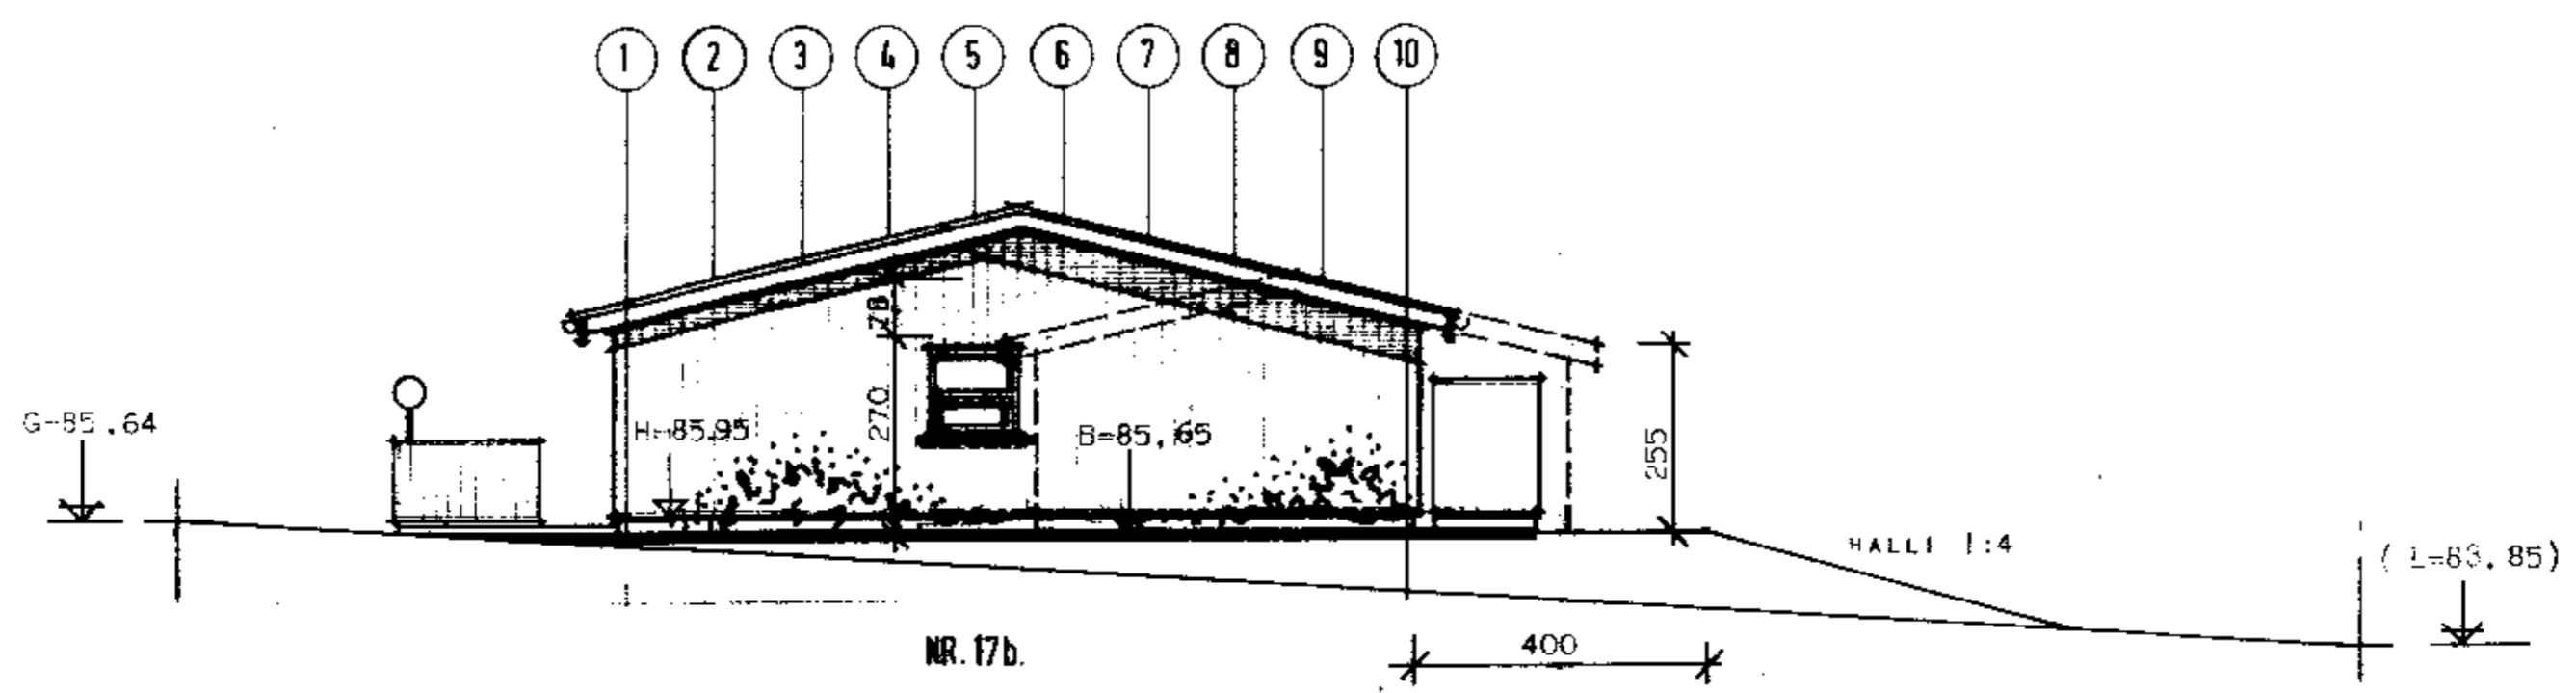 1 2 3 4 5 6 7 8 9 10
78
G=85.64
270
H=85,95
B=85,65
255
HALLI 1:4
( L=83,85)
NR. 17b.
400